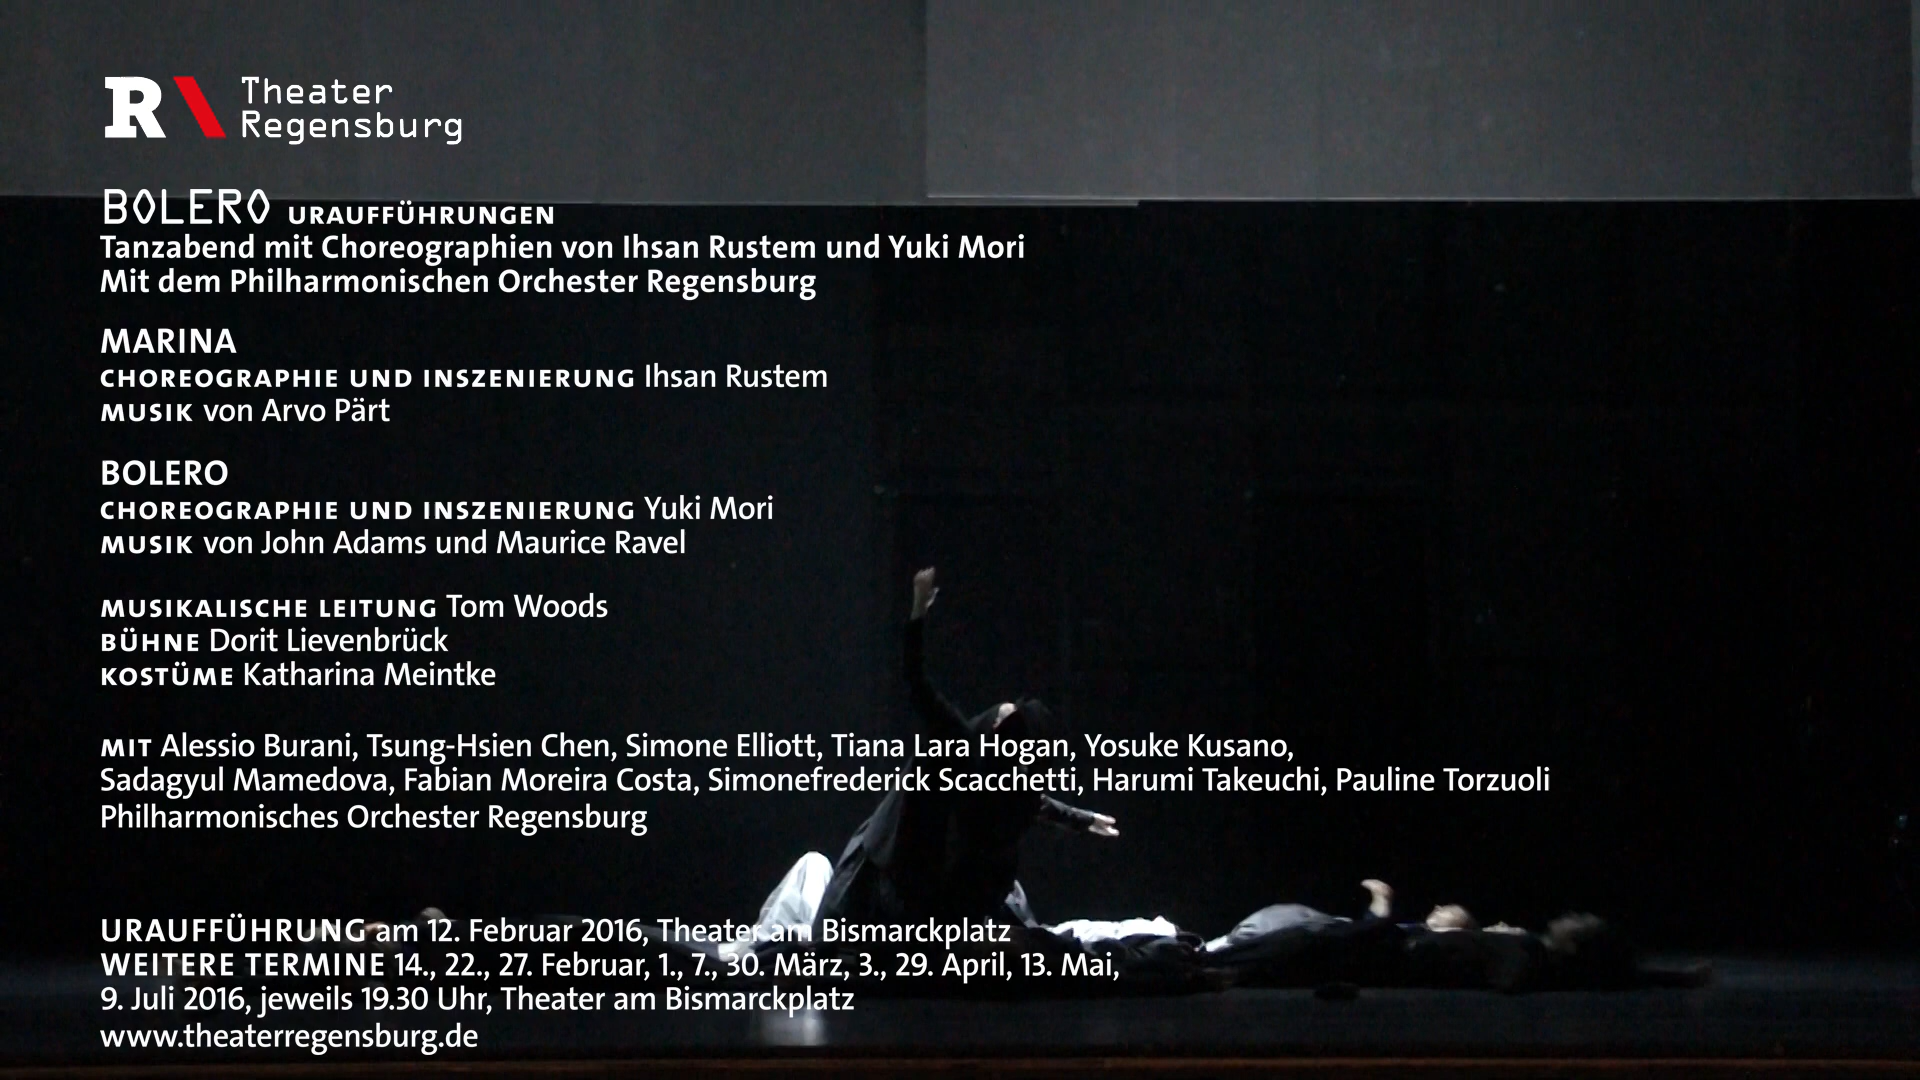 R\ Theater
Regensburg
BOLERO URAUFFÜHRUNGEN
Tanzabend mit Choreographien von Ihsan Rustem und Yuki Mori
Mit dem Philharmonischen Orchester Regensburg
MARINA
CHOREOGRAPHIE UND INSZENIERUNG Ihsan Rustem
MUSIK von Arvo Pärt
BOLERO
CHOREOGRAPHIE UND INSZENIERUNG Yuki Mori
MUSIK von John Adams und Maurice Ravel
MUSIKALISCHE LEITUNG Tom Woods
BÜHNE Dorit Lievenbrück
KOSTÜME Katharina Meintke
MIT Alessio Burani, Tsung-Hsien Chen, Simone Elliott, Tiana Lara Hogan, Yosuke Kusano,
Sadagyul Mamedova, Fabian Moreira Costa, Simonefrederick Scacchetti, Harumi Takeuchi, Pauline Torzuoli
Philharmonisches Orchester Regensburg
URAUFFÜHRUNG am 12. Februar 2016, Theater am Bismarckplatz
WEITERE TERMINE 14., 22., 27. Februar, 1., 7., 30. März, 3., 29. April, 13. Mai,
9. Juli 2016, jeweils 19.30 Uhr, Theater am Bismarckplatz
www.theaterregensburg.de